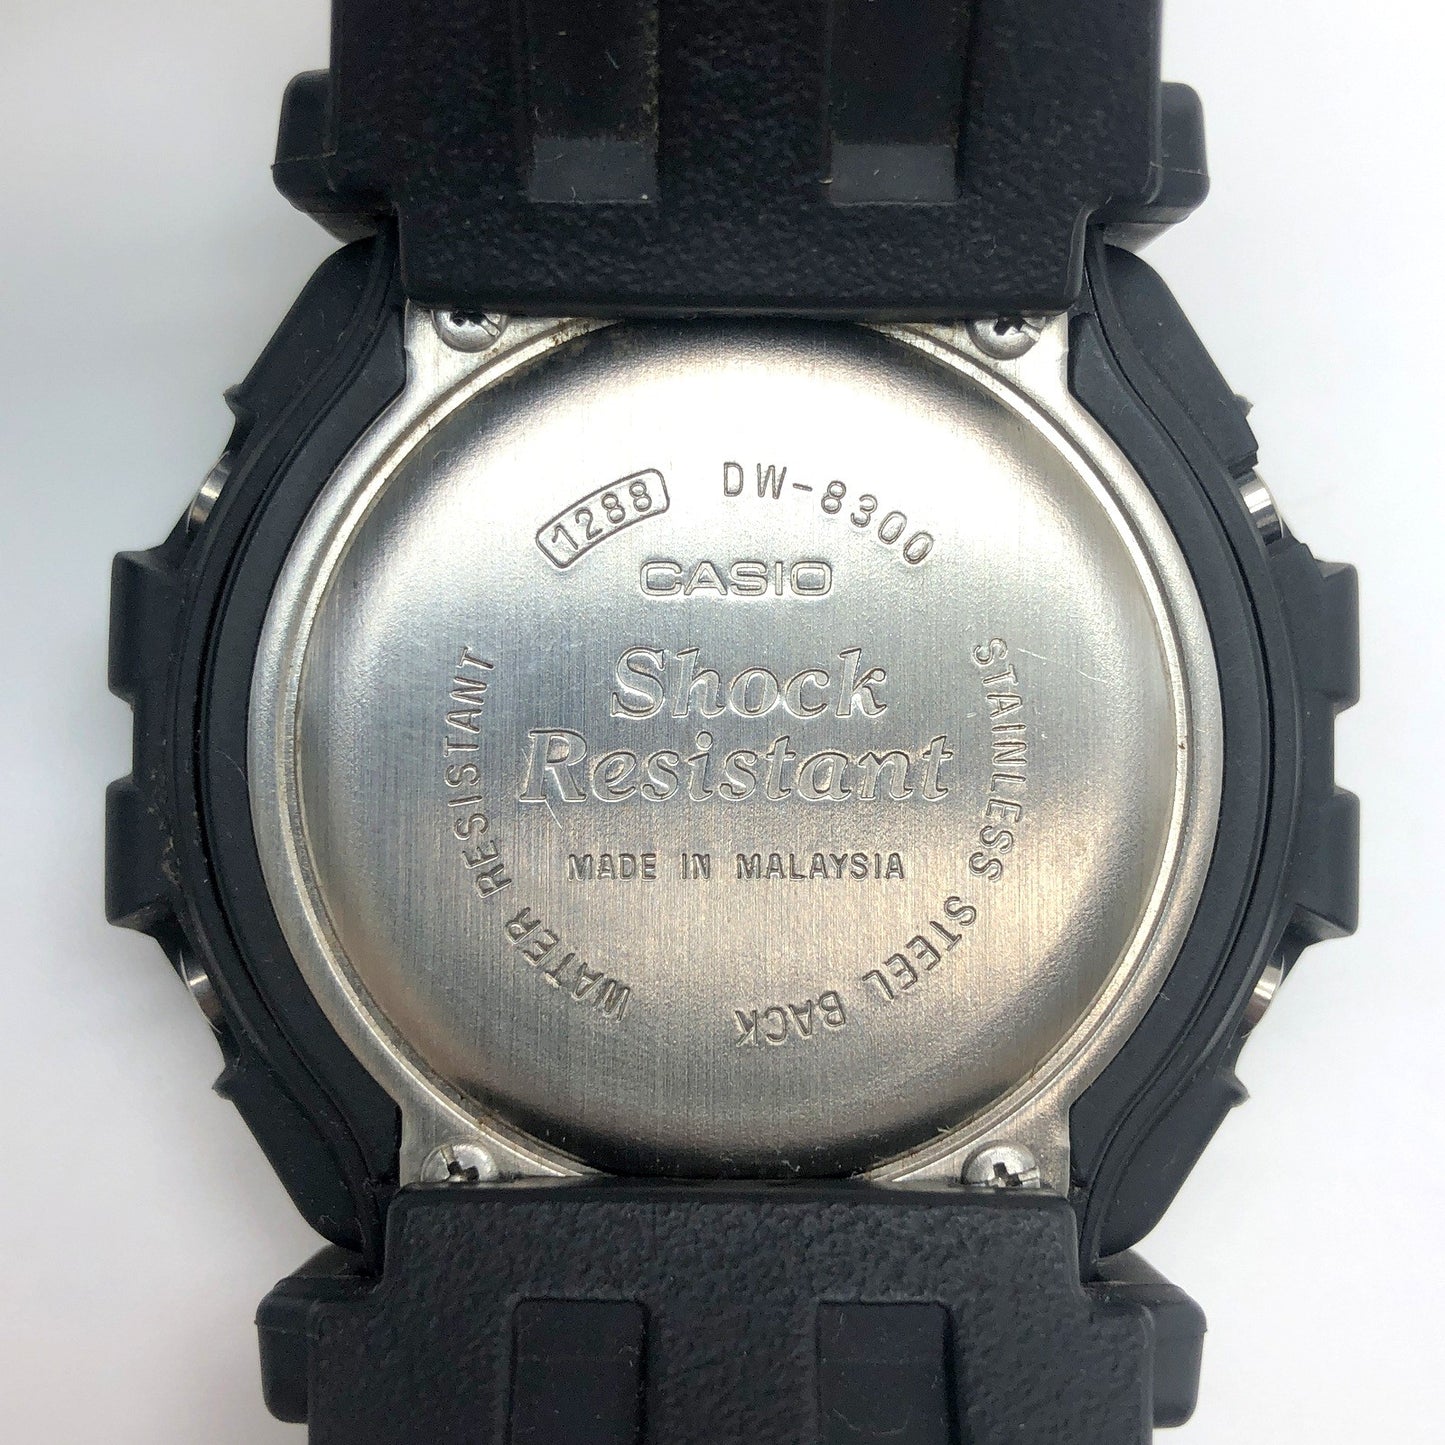 1288 DW-8300
CASIO
Shock
Resistant
MADE IN MALAYSIA
WATER RESISTANT
STAINLESS STEEL BACK